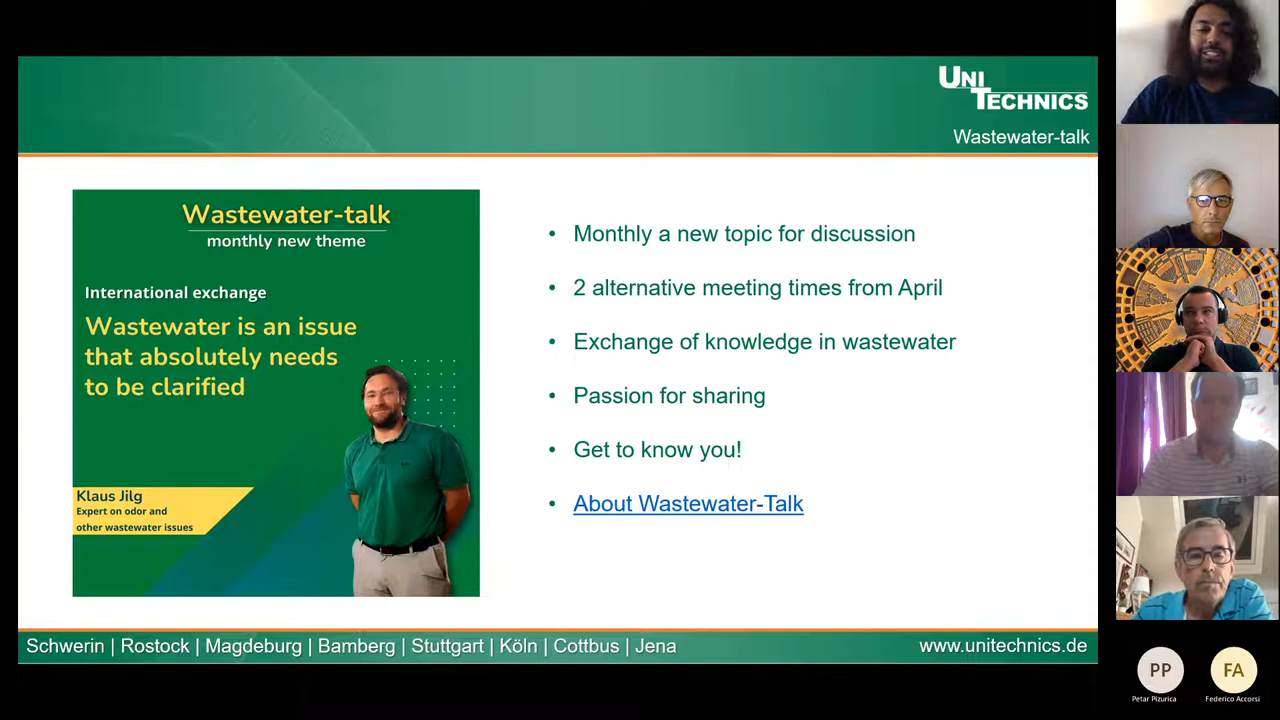 UNI
TECHNICS
Wastewater-talk
Wastewater-talk
monthly new theme
International exchange
Wastewater is an issue
that absolutely needs
to be clarified
Klaus Jilg
Expert on odor and
other wastewater issues
• Monthly a new topic for discussion
• 2 alternative meeting times from April
• Exchange of knowledge in wastewater
• Passion for sharing
• Get to know you!
• About Wastewater-Talk
Schwerin | Rostock | Magdeburg | Bamberg | Stuttgart | Köln | Cottbus | Jena
www.unitechnics.de
PP
Petar Pizurica
FA
Federico Accorsi